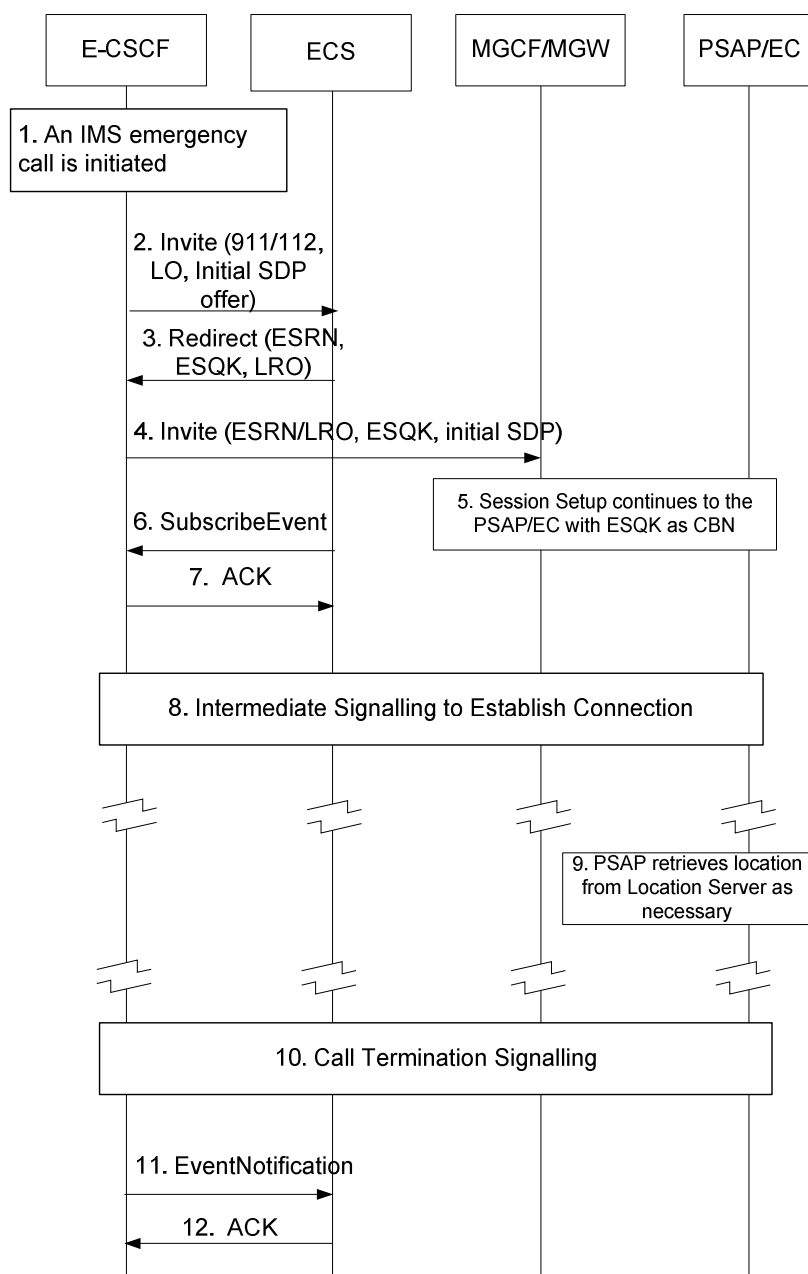 E-CSCF
ECS
MGCF/MGW
PSAP/EC
1. An IMS emergency
call is initiated
2. Invite (911/112,
LO, Initial SDP
offer)
3. Redirect (ESRN,
ESQK, LRO)
4. Invite (ESRN/LRO, ESQK, initial SDP)
5. Session Setup continues to the
PSAP/EC with ESQK as CBN
6. SubscribeEvent
7. ACK
8. Intermediate Signalling to Establish Connection
9. PSAP retrieves location
from Location Server as
necessary
10. Call Termination Signalling
11. EventNotification
12. ACK